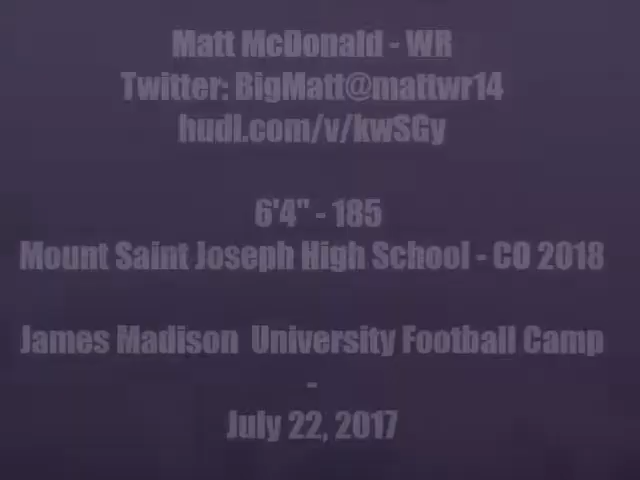 Matt McDonald - WR
Twitter: BigMatt@mattwr14
hudl.com/v/kwSGy
6'4" - 185
Mount Saint Joseph High School - CO 2018
James Madison  University Football Camp
-
July 22, 2017